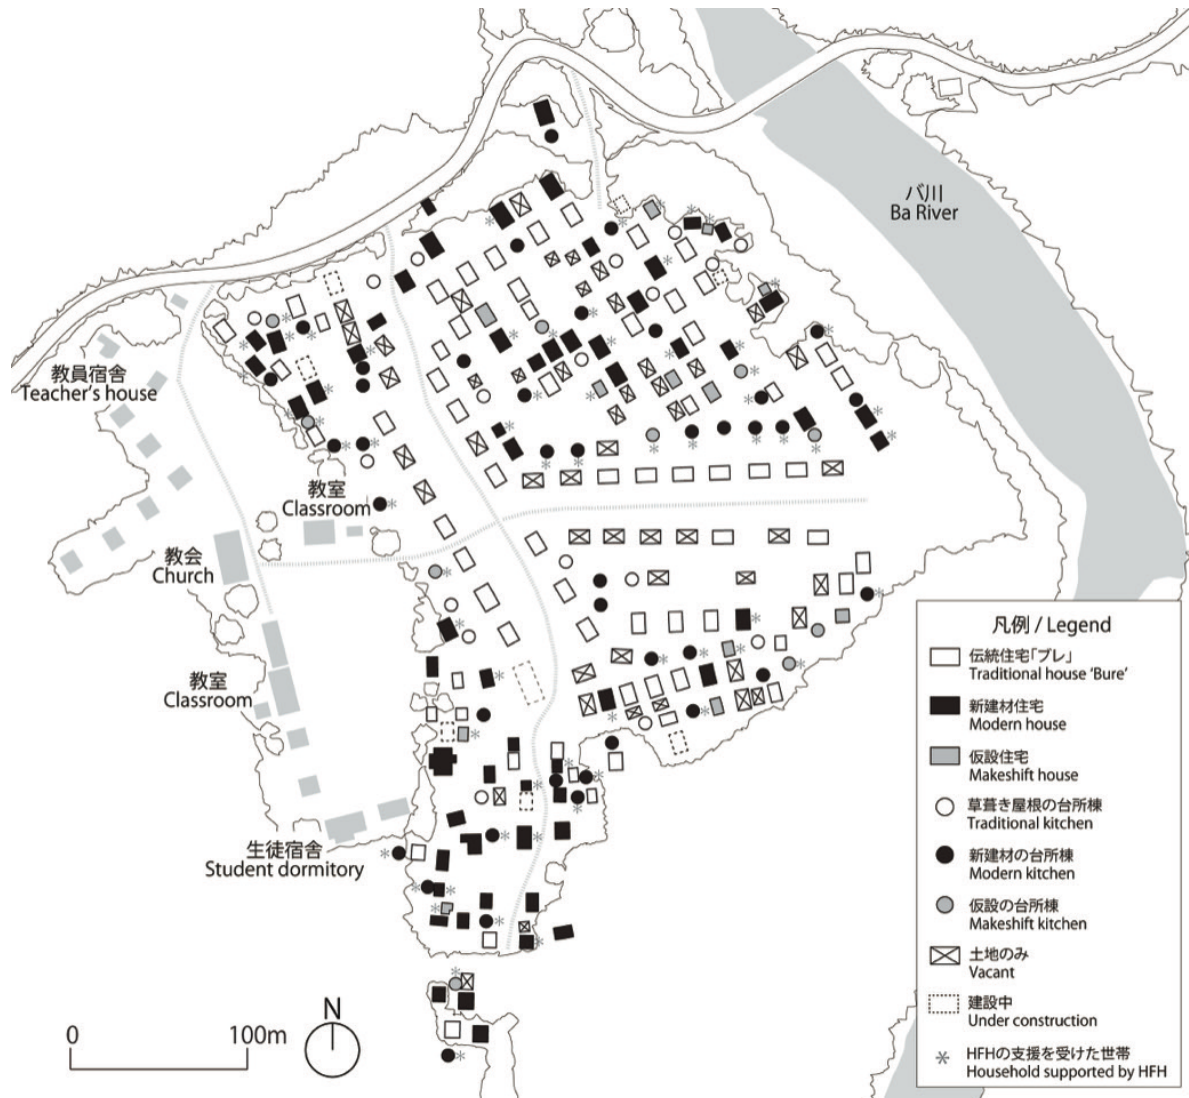 バ川
Ba River
教員宿舎
Teacher's house
教室
Classroom
教会
Church
教室
Classroom
生徒宿舎
Student dormitory
0
100m
N
凡例 / Legend
伝統住宅「ブレ」
Traditional house 'Bure'
新建材住宅
Modern house
仮設住宅
Makeshift house
草葺き屋根の台所棟
Traditional kitchen
新建材の台所棟
Modern kitchen
仮設の台所棟
Makeshift kitchen
土地のみ
Vacant
建設中
Under construction
HFHの支援を受けた世帯
Household supported by HFH